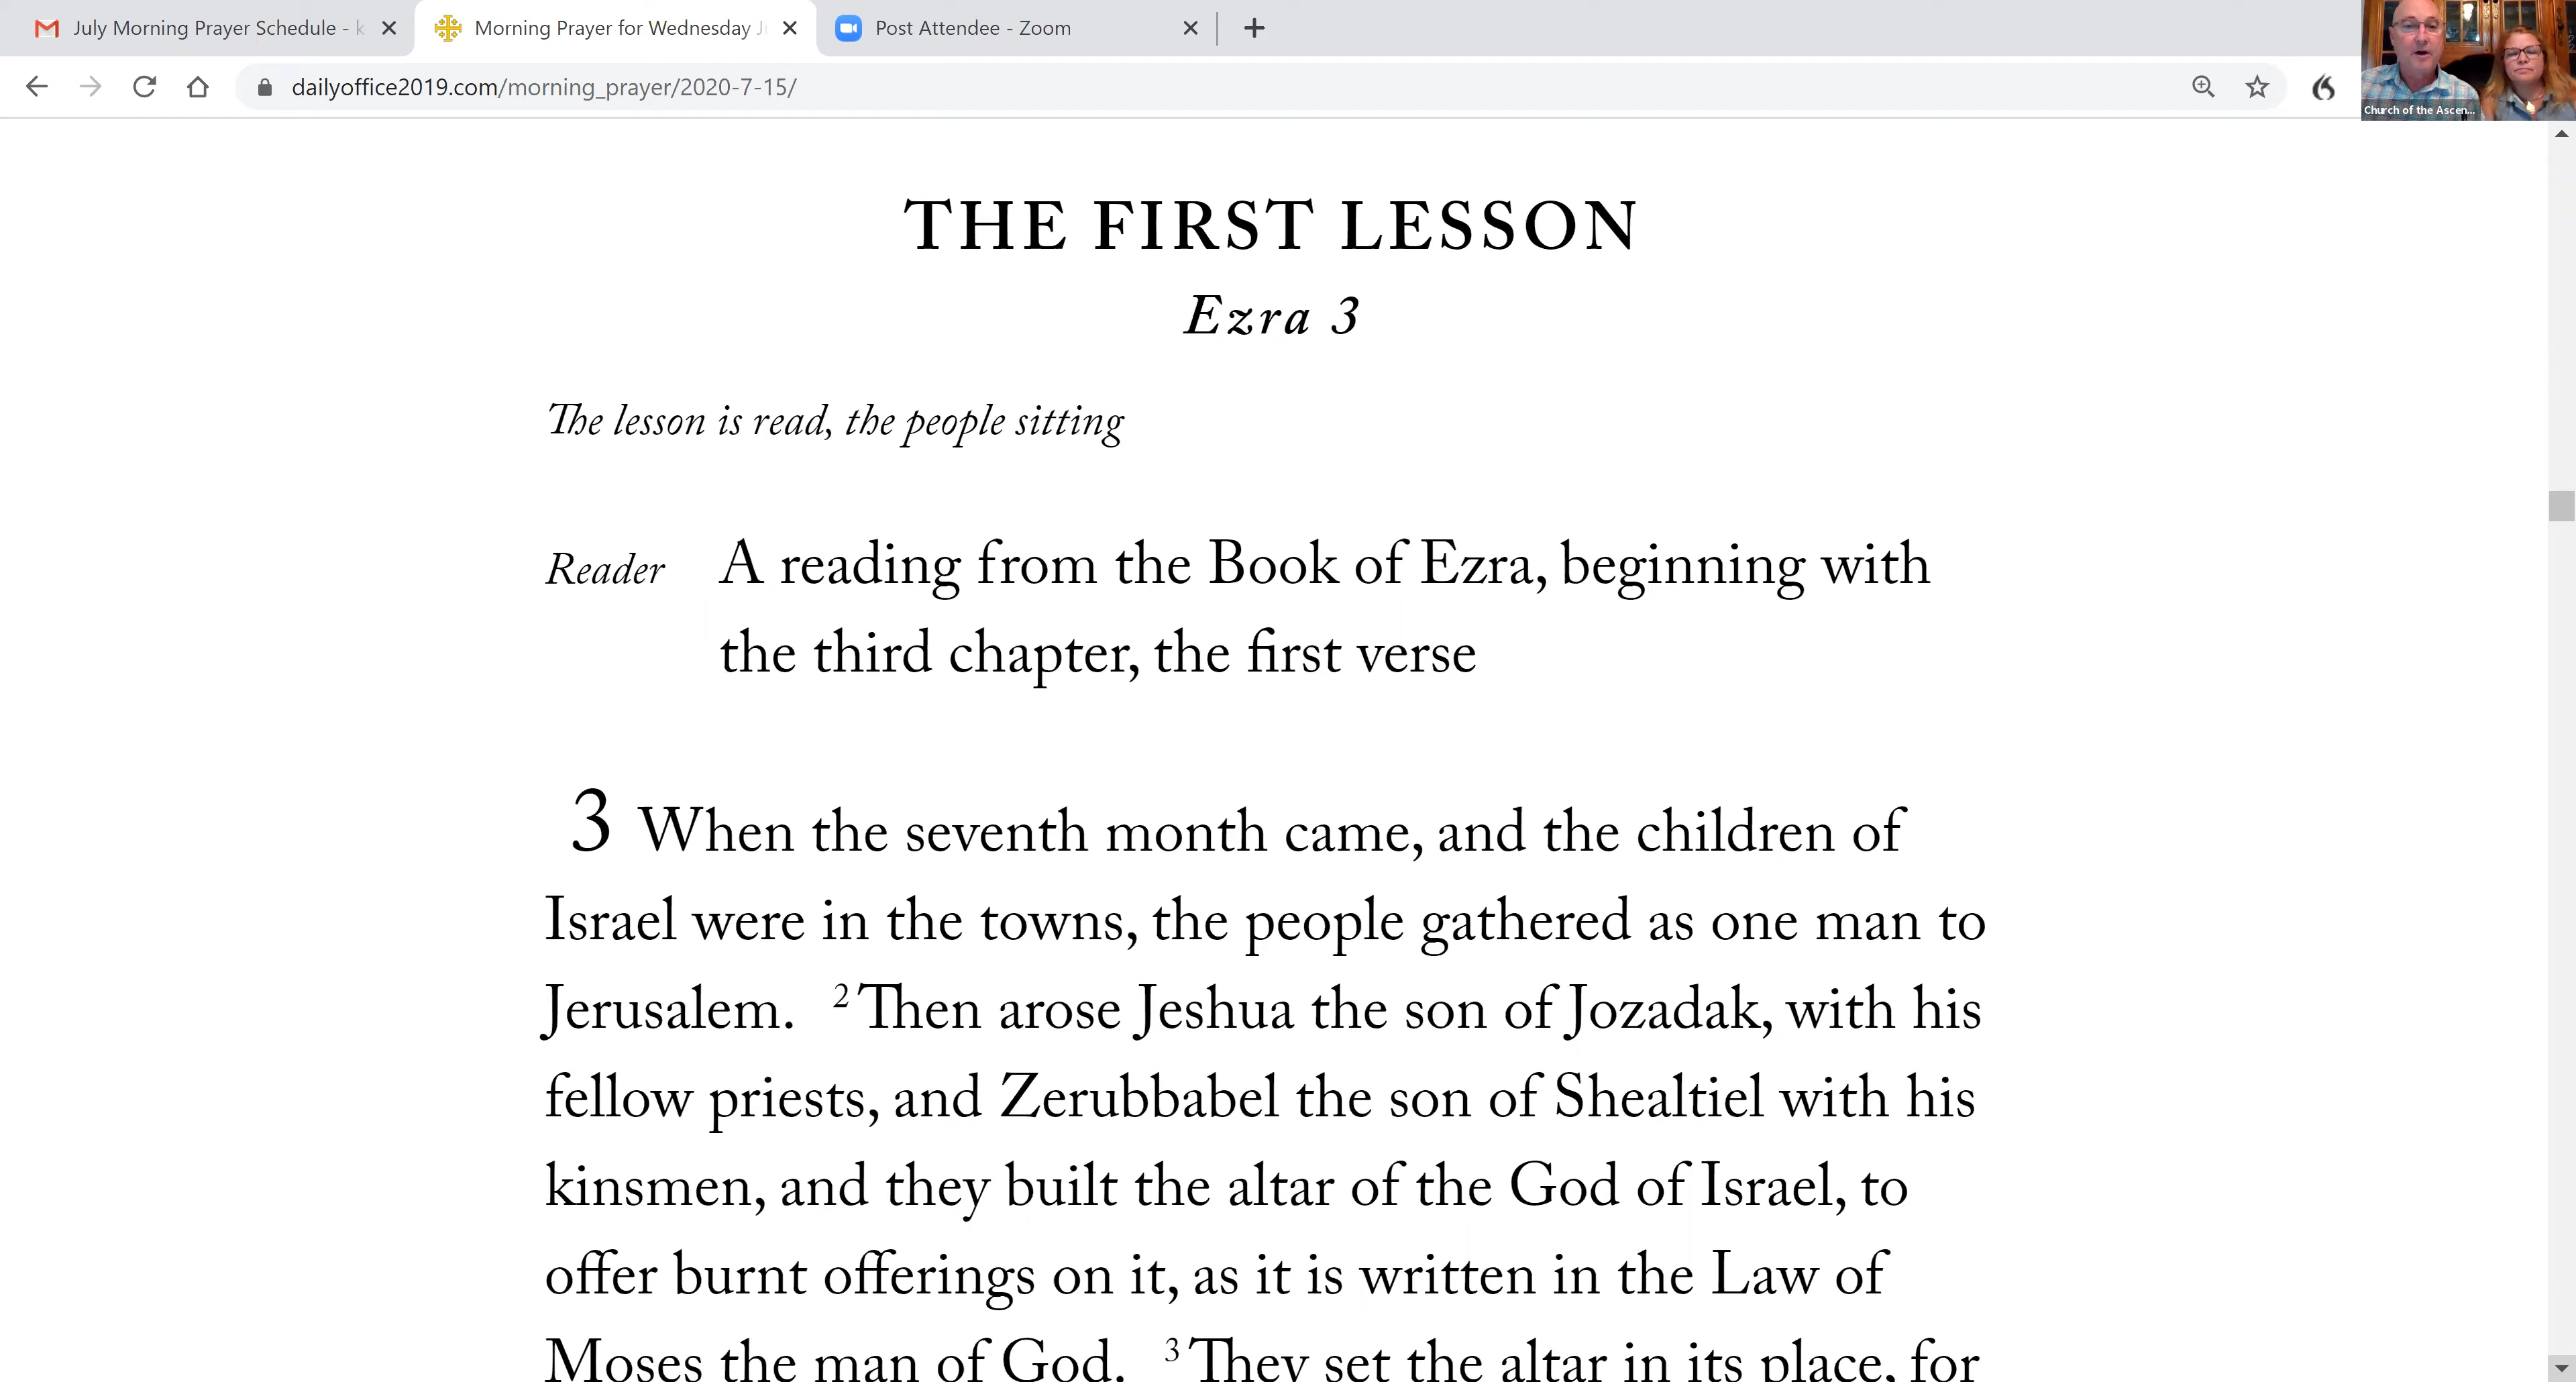 July Morning Prayer Schedule - k
Morning Prayer for Wednesday J
Post Attendee - Zoom
dailyoffice2019.com/morning_prayer/2020-7-15/
Church of the Ascen...
THE FIRST LESSON
Ezra 3
The lesson is read, the people sitting
Reader A reading from the Book of Ezra, beginning with
the third chapter, the first verse
3 When the seventh month came, and the children of
Israel were in the towns, the people gathered as one man to
Jerusalem. 2 Then arose Jeshua the son of Jozadak, with his
fellow priests, and Zerubbabel the son of Shealtiel with his
kinsmen, and they built the altar of the God of Israel, to
offer burnt offerings on it, as it is written in the Law of
Moses the man of God. 3 They set the altar in its place, for